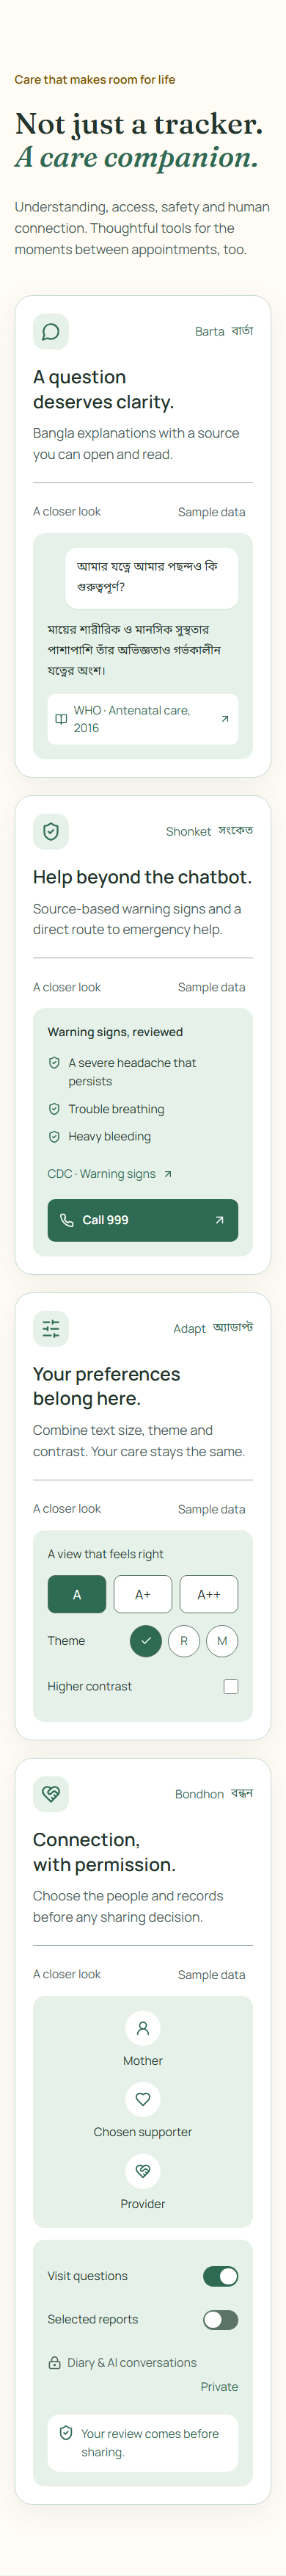 Care that makes room for life
Not just a tracker.
A care companion.
Understanding, access, safety and human
connection. Thoughtful tools for the
moments between appointments, too.
Barta বার্তা
A question
deserves clarity.
Bangla explanations with a source
you can open and read.
A closer look Sample data
আমার যত্নে আমার পছন্দও কি
গুরুত্বপূর্ণ?
মায়ের শারীরিক ও মানসিক সুস্থতার
পাশাপাশি তাঁর অভিজ্ঞতাও গর্ভকালীন
যত্নের অংশ।
WHO · Antenatal care,
2016
Shonket সংকেত
Help beyond the chatbot.
Source-based warning signs and a
direct route to emergency help.
A closer look Sample data
Warning signs, reviewed
A severe headache that
persists
Trouble breathing
Heavy bleeding
CDC · Warning signs
Call 999
Adapt অ্যাডাপ্ট
Your preferences
belong here.
Combine text size, theme and
contrast. Your care stays the same.
A closer look Sample data
A view that feels right
A A+ A++
Theme R M
Higher contrast
Bondhon বন্ধন
Connection,
with permission.
Choose the people and records
before any sharing decision.
A closer look Sample data
Mother
Chosen supporter
Provider
Visit questions
Selected reports
Diary & AI conversations
Private
Your review comes before
sharing.